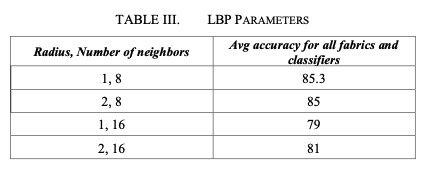 TABLE III. LBP PARAMETERS
Radius, Number of neighbors
Avg accuracy for all fabrics and
classifiers
1, 8
85.3
2, 8
85
1, 16
79
2, 16
81